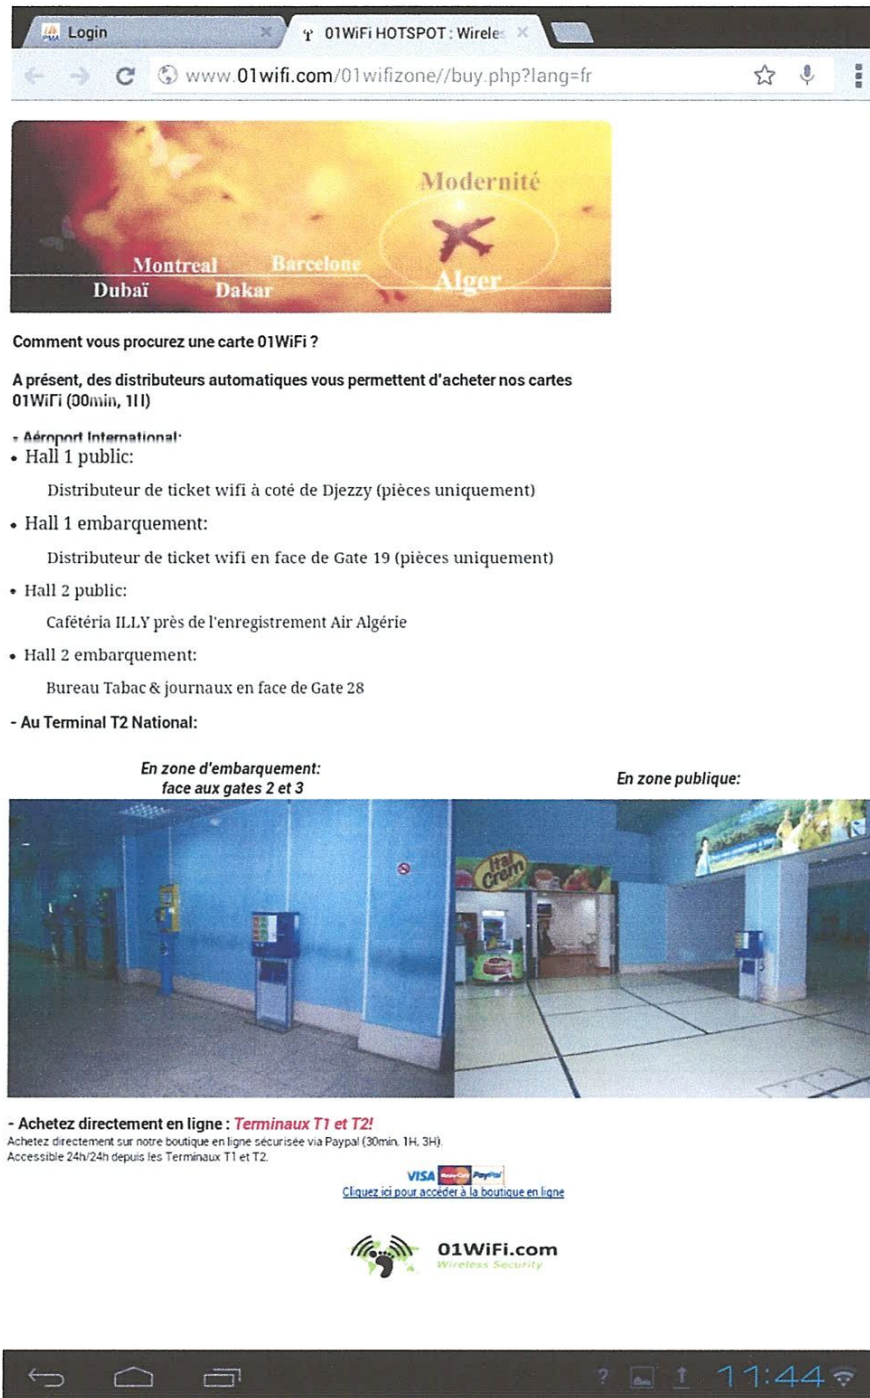 Login
01WiFi HOTSPOT : Wireles
www.01wifi.com/01wifizone//buy.php?lang=fr
Modernité
Montreal Barcelone
Dubaï Dakar Alger
Comment vous procurez une carte 01WiFi ?
A présent, des distributeurs automatiques vous permettent d'acheter nos cartes
01WiFi (30min, 1H)
- Aéroport International:
• Hall 1 public:
Distributeur de ticket wifi à coté de Djezzy (pièces uniquement)
• Hall 1 embarquement:
Distributeur de ticket wifi en face de Gate 19 (pièces uniquement)
• Hall 2 public:
Cafétéria ILLY près de l'enregistrement Air Algérie
• Hall 2 embarquement:
Bureau Tabac & journaux en face de Gate 28
- Au Terminal T2 National:
En zone d'embarquement:
face aux gates 2 et 3
En zone publique:
Ital
Crem
- Achetez directement en ligne : Terminaux T1 et T2!
Achetez directement sur notre boutique en ligne sécurisée via Paypal (30min, 1H, 3H).
Accessible 24h/24h depuis les Terminaux T1 et T2.
VISA MasterCard PayPal
Cliquez ici pour accéder à la boutique en ligne
01WiFi.com
Wireless Security
? 11:44